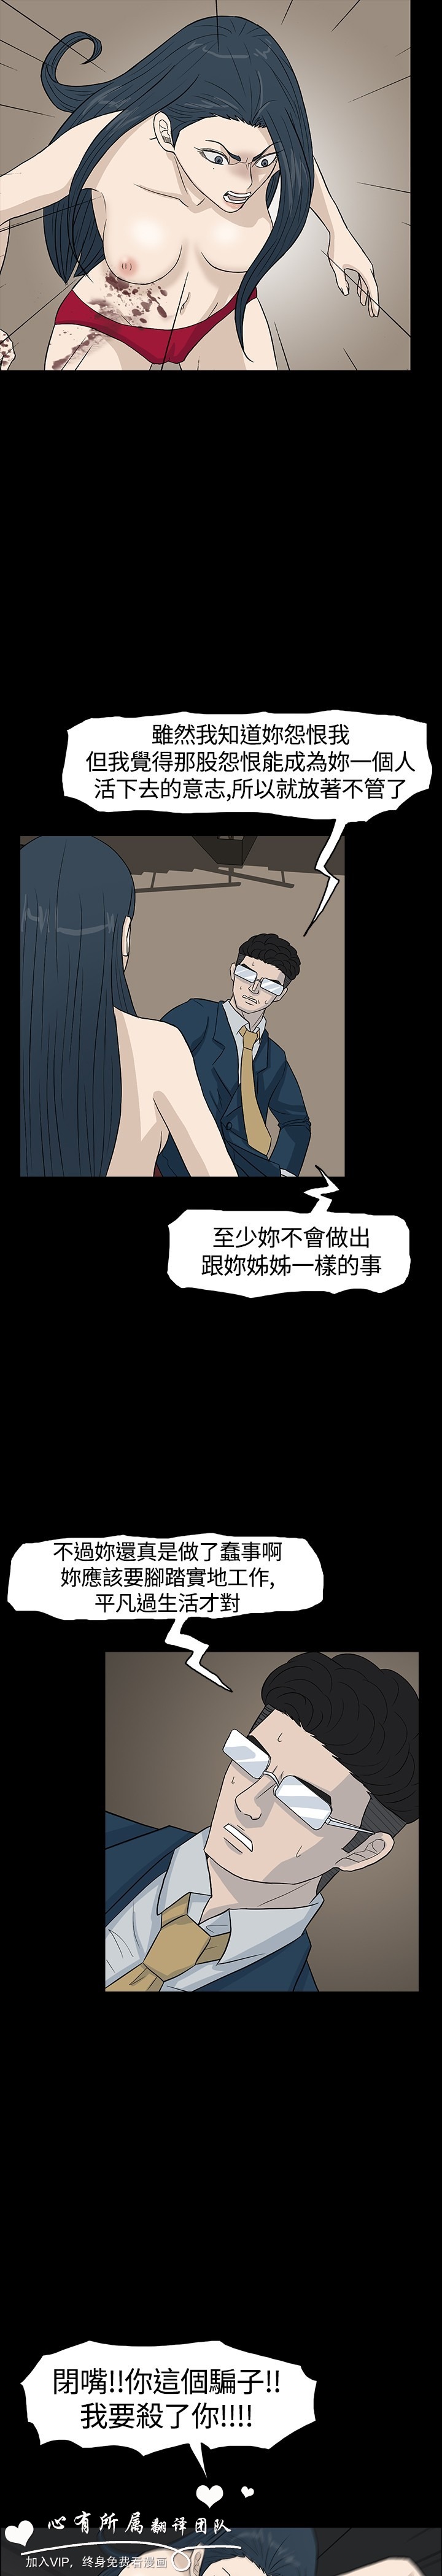 雖然我知道妳怨恨我
但我覺得那股怨恨能成為妳一個人
活下去的意志,所以就放著不管了
至少妳不會做出
跟妳姊姊一樣的事
不過妳還真是做了蠢事啊
妳應該要腳踏實地工作,
平凡過生活才對
閉嘴!!你這個騙子!!
我要殺了你!!!!
心有所属翻译团队
加入VIP，终身免费看漫画